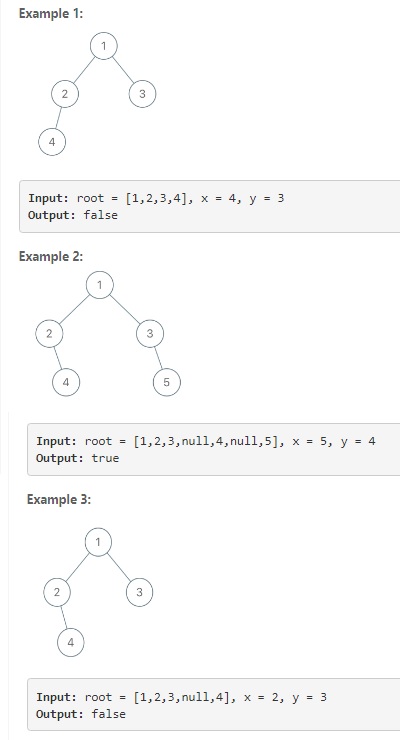 Example 1:
1
2 3
4
Input: root = [1,2,3,4], x = 4, y = 3
Output: false
Example 2:
1
2 3
4 5
Input: root = [1,2,3,null,4,null,5], x = 5, y = 4
Output: true
Example 3:
1
2 3
4
Input: root = [1,2,3,null,4], x = 2, y = 3
Output: false